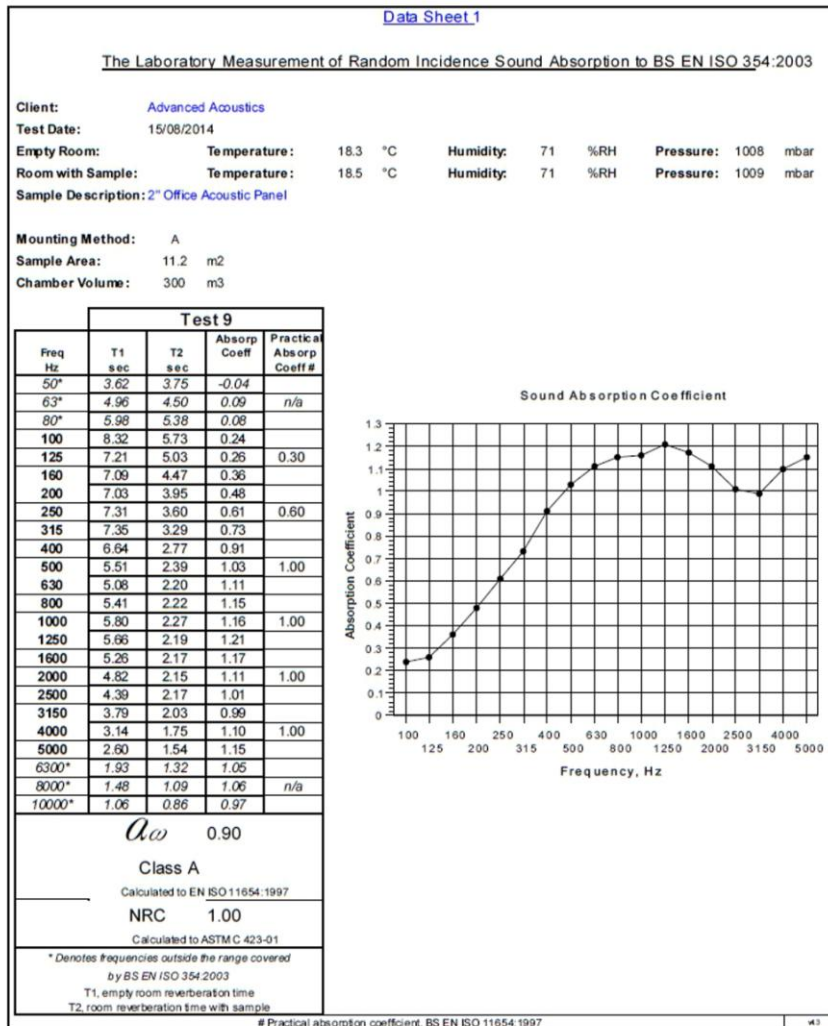 Data Sheet 1
The Laboratory Measurement of Random Incidence Sound Absorption to BS EN ISO 354:2003
Client: Advanced Acoustics
Test Date: 15/08/2014
Empty Room: Temperature: 18.3 °C Humidity: 71 %RH Pressure: 1008 mbar
Room with Sample: Temperature: 18.5 °C Humidity: 71 %RH Pressure: 1009 mbar
Sample Description: 2" Office Acoustic Panel
Mounting Method: A
Sample Area: 11.2 m2
Chamber Volume: 300 m3
Test 9
Freq Hz T1 sec T2 sec Absorp Coeff Practical Absorp Coeff #
50* 3.62 3.75 -0.04
63* 4.96 4.50 0.09 n/a
80* 5.98 5.38 0.08
100 8.32 5.73 0.24
125 7.21 5.03 0.26 0.30
160 7.09 4.47 0.36
200 7.03 3.95 0.48
250 7.31 3.60 0.61 0.60
315 7.35 3.29 0.73
400 6.64 2.77 0.91
500 5.51 2.39 1.03 1.00
630 5.08 2.20 1.11
800 5.41 2.22 1.15
1000 5.80 2.27 1.16 1.00
1250 5.66 2.19 1.21
1600 5.26 2.17 1.17
2000 4.82 2.15 1.11 1.00
2500 4.39 2.17 1.01
3150 3.79 2.03 0.99
4000 3.14 1.75 1.10 1.00
5000 2.60 1.54 1.15
6300* 1.93 1.32 1.05
8000* 1.48 1.09 1.06 n/a
10000* 1.06 0.86 0.97
aω 0.90
Class A
Calculated to EN ISO 11654:1997
NRC 1.00
Calculated to ASTM C 423-01
* Denotes frequencies outside the range covered
by BS EN ISO 354:2003
T1, empty room reverberation time
T2, room reverberation time with sample
Sound Absorption Coefficient
Absorption Coefficient
1.3
1.2
1.1
1
0.9
0.8
0.7
0.6
0.5
0.4
0.3
0.2
0.1
0
100 160 250 400 630 1000 1600 2500 4000
125 200 315 500 800 1250 2000 3150 5000
Frequency, Hz
# Practical absorption coefficient, BS EN ISO 11654:1997
v4.3